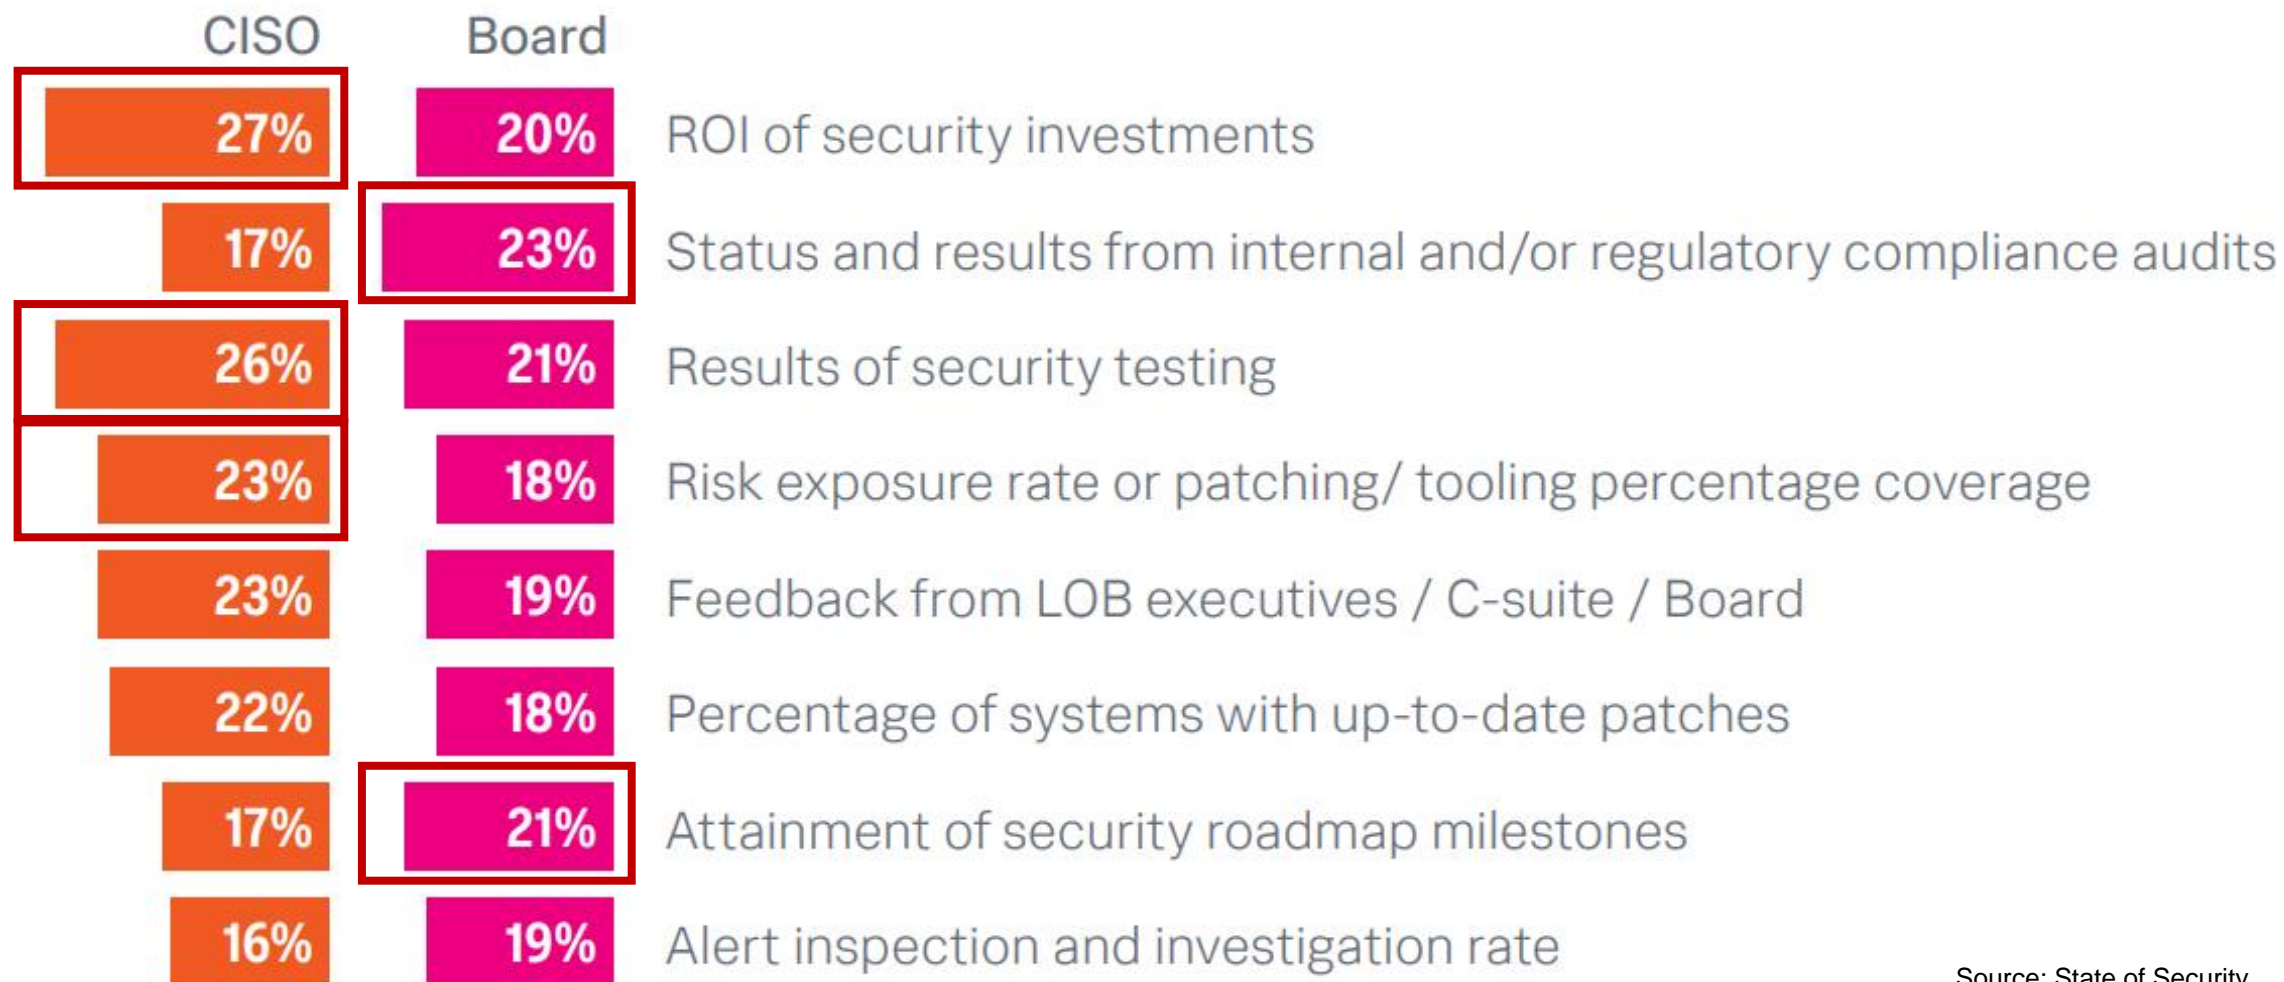 CISO Board
27% 20% ROI of security investments
17% 23% Status and results from internal and/or regulatory compliance audits
26% 21% Results of security testing
23% 18% Risk exposure rate or patching/ tooling percentage coverage
23% 19% Feedback from LOB executives / C-suite / Board
22% 18% Percentage of systems with up-to-date patches
17% 21% Attainment of security roadmap milestones
16% 19% Alert inspection and investigation rate
Source: State of Security